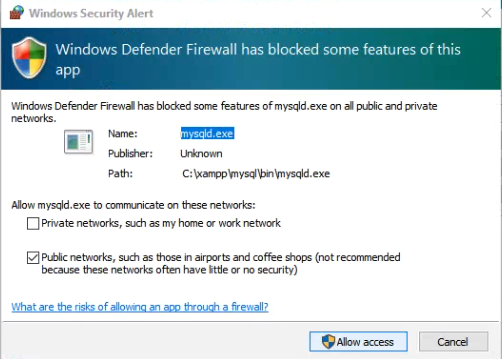 Windows Security Alert
Windows Defender Firewall has blocked some features of this
app
Windows Defender Firewall has blocked some features of mysqld.exe on all public and private
networks.
Name: mysqld.exe
Publisher: Unknown
Path: C:\xampp\mysql\bin\mysqld.exe
Allow mysqld.exe to communicate on these networks:
Private networks, such as my home or work network
Public networks, such as those in airports and coffee shops (not recommended
because these networks often have little or no security)
What are the risks of allowing an app through a firewall?
Allow access Cancel